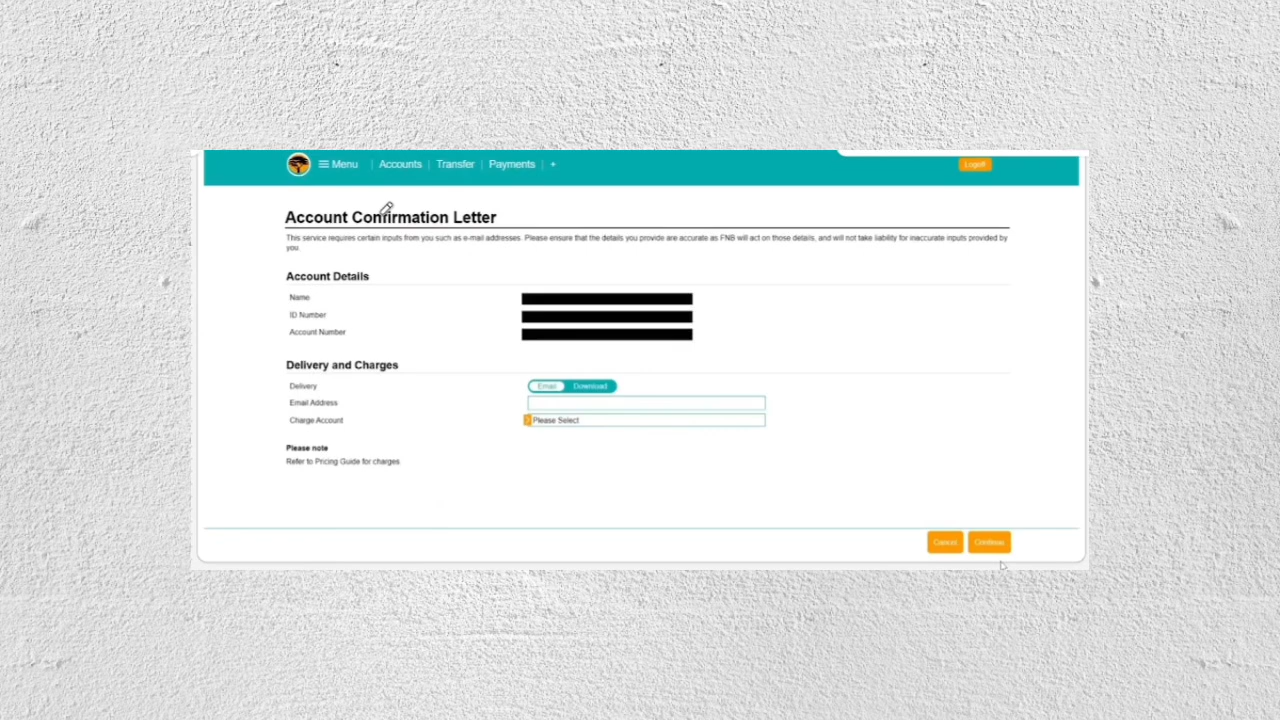 Menu | Accounts | Transfer | Payments | +
Logoff
Account Confirmation Letter
This service requires certain inputs from you such as e-mail addresses. Please ensure that the details you provide are accurate as FNB will act on those details, and will not take liability for inaccurate inputs provided by
you.
Account Details
Name
ID Number
Account Number
Delivery and Charges
Delivery Email Download
Email Address
Charge Account Please Select
Please note
Refer to Pricing Guide for charges
Cancel Continue